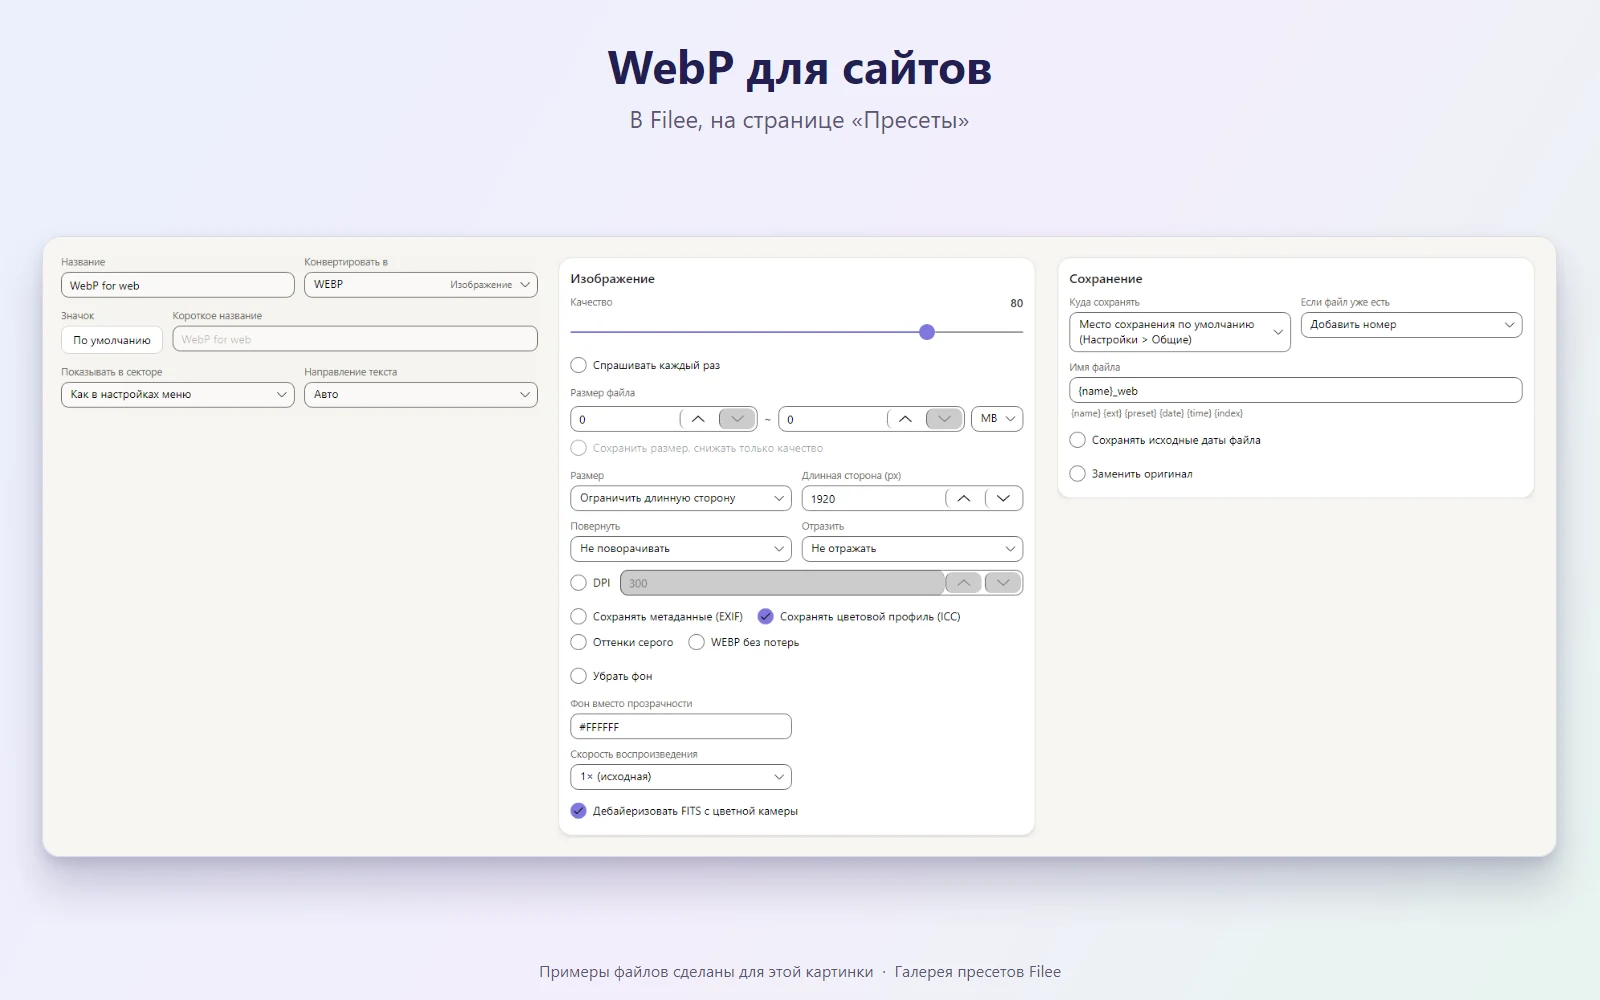 WebP для сайтов
В Filee, на странице «Пресеты»
Название
WebP for web
Конвертировать в
WEBP Изображение
Значок
По умолчанию
Короткое название
WebP for web
Показывать в секторе
Как в настройках меню
Направление текста
Авто
Изображение
Качество 80
Спрашивать каждый раз
Размер файла
0 ~ 0 MB
Сохранить размер, снижать только качество
Размер
Ограничить длинную сторону
Длинная сторона (px)
1920
Повернуть
Не поворачивать
Отразить
Не отражать
DPI 300
Сохранять метаданные (EXIF) Сохранять цветовой профиль (ICC)
Оттенки серого WEBP без потерь
Убрать фон
Фон вместо прозрачности
#FFFFFF
Скорость воспроизведения
1× (исходная)
Дебайеризовать FITS с цветной камеры
Сохранение
Куда сохранять
Место сохранения по умолчанию
(Настройки > Общие)
Если файл уже есть
Добавить номер
Имя файла
{name}_web
{name} {ext} {preset} {date} {time} {index}
Сохранять исходные даты файла
Заменить оригинал
Примеры файлов сделаны для этой картинки · Галерея пресетов Filee